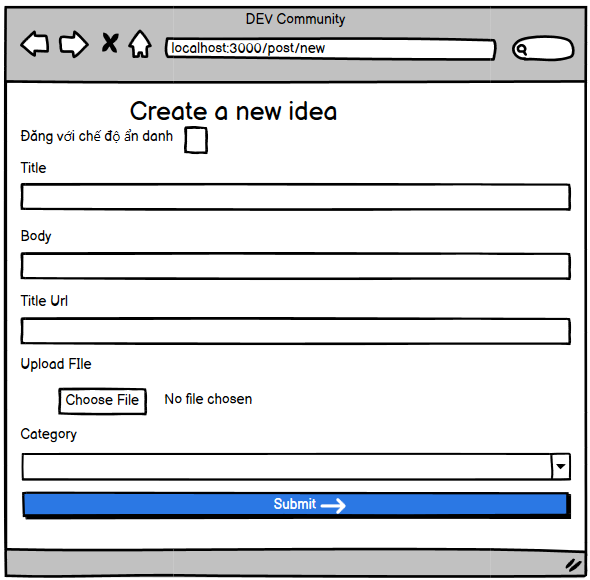 DEV Community
localhost:3000/post/new
Create a new idea
Đăng với chế độ ẩn danh
Title
Body
Title Url
Upload FIle
Choose File No file chosen
Category
Submit